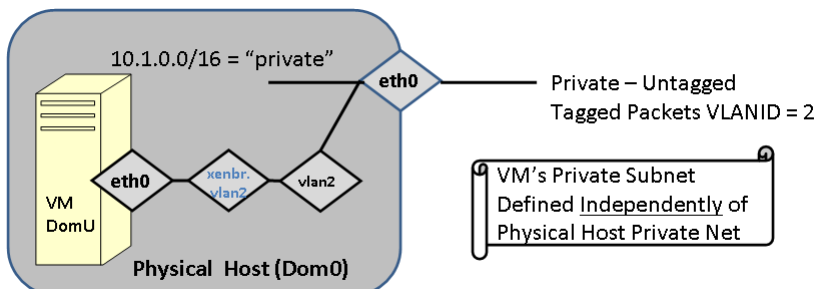 10.1.0.0/16 = “private”
eth0
Private – Untagged
Tagged Packets VLANID = 2
eth0
xenbr.
vlan2
vlan2
VM
DomU
VM’s Private Subnet
Defined Independently of
Physical Host Private Net
Physical Host (Dom0)